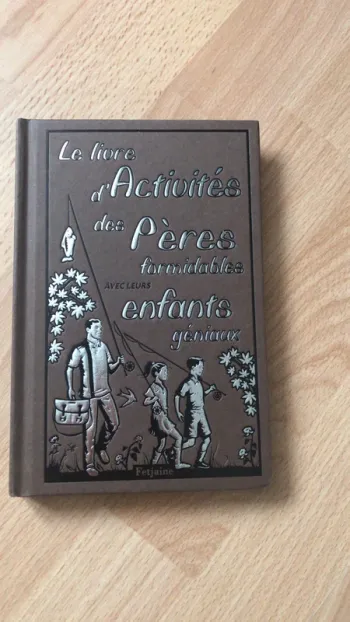 Le livre
d'Activités
des Pères
formidables
AVEC LEURS
enfants
géniaux
Fetjaine